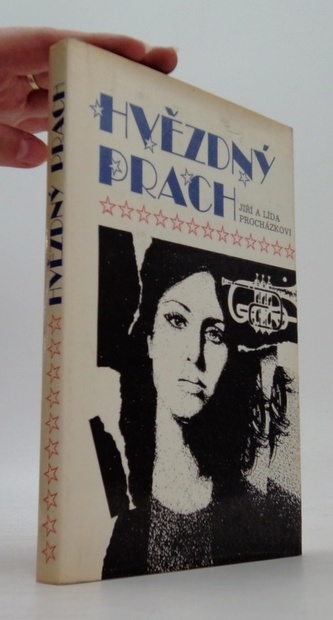 HVĚZDNÝ
PRACH
JIŘÍ A LÍDA
PROCHÁZKOVI
HVĚZDNÝ PRACH